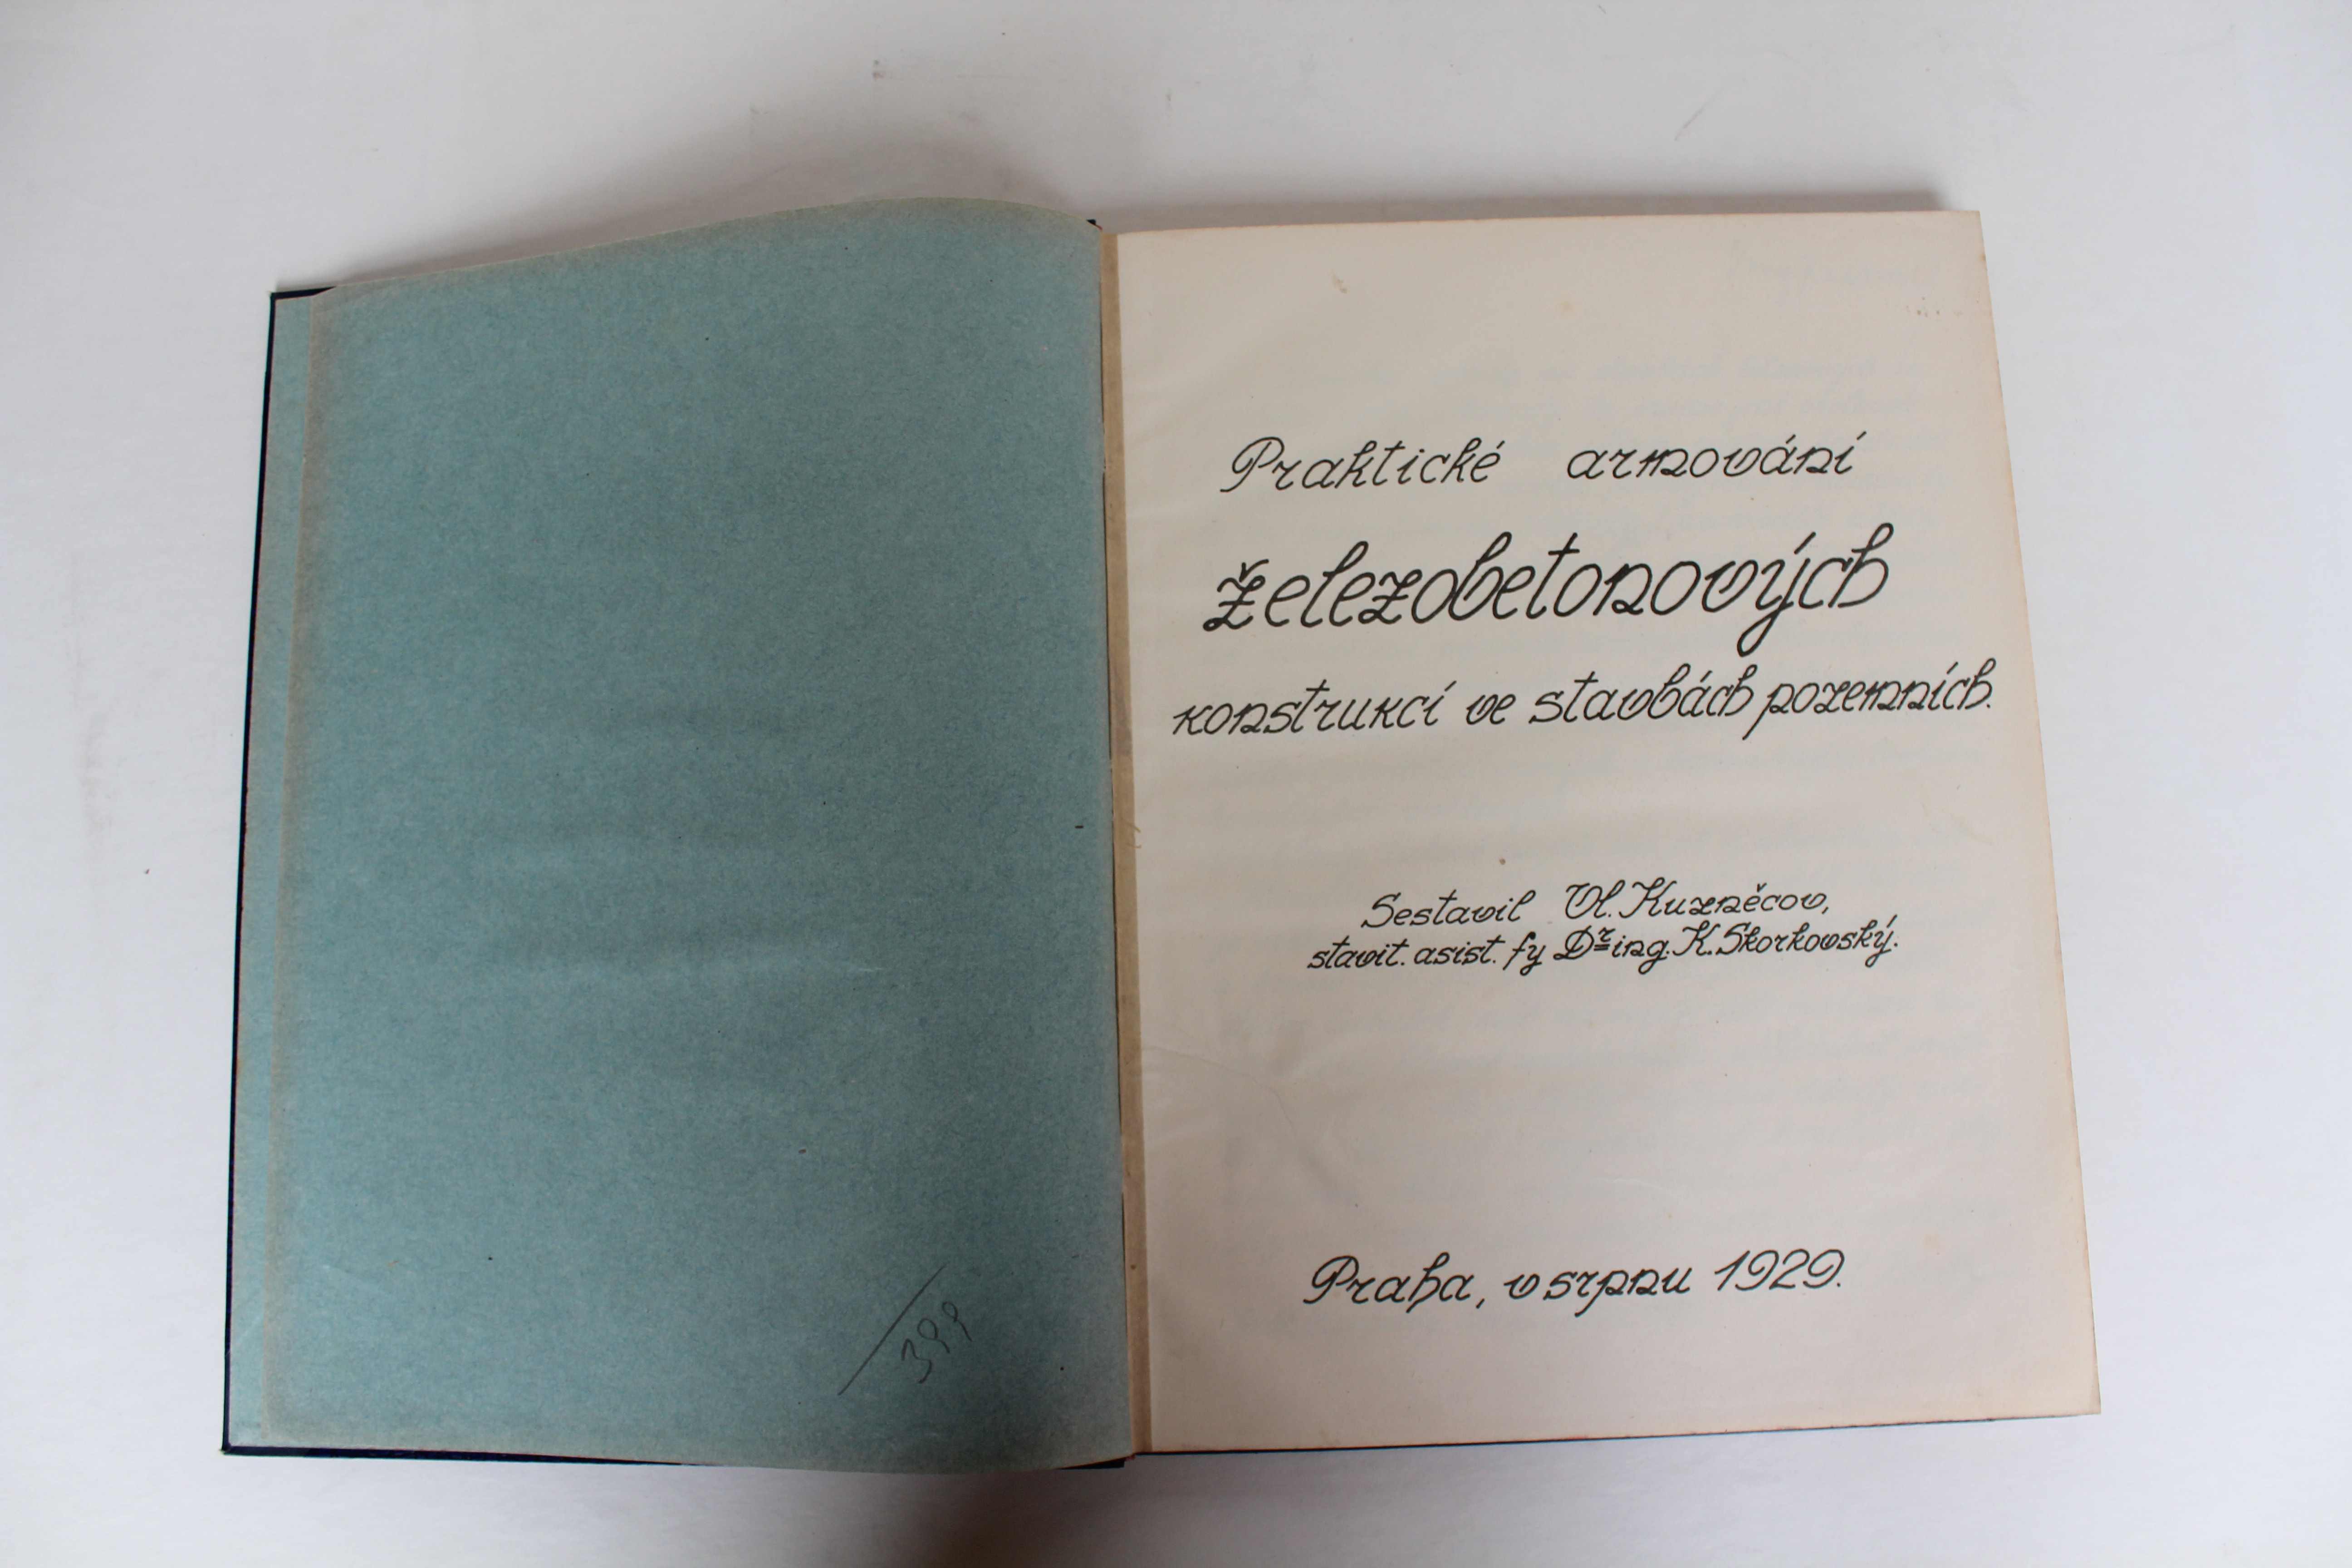 399
Praktické armování
železobetonových
konstrukcí ve stavbách pozemních.
Sestavil Vl. Kuzněcov,
stavit. asist. fy Dr ing. K. Skorkovský.
Praha, v srpnu 1929.